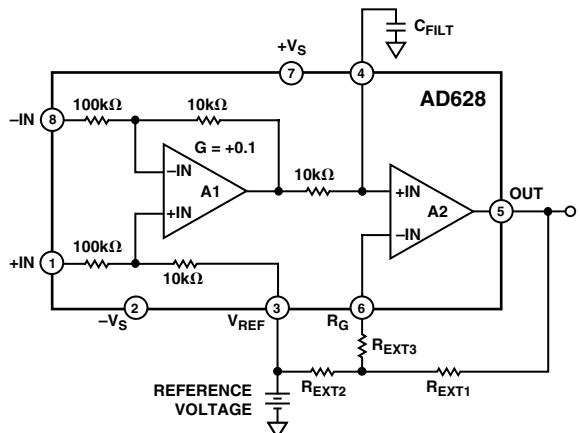 C_FILT
+V_S
7
4
AD628
–IN
8
100kΩ
10kΩ
G = +0.1
–IN
A1
+IN
10kΩ
+IN
A2
–IN
OUT
5
+IN
1
100kΩ
10kΩ
2
–V_S
3
V_REF
6
R_G
R_EXT3
R_EXT2
R_EXT1
REFERENCE
VOLTAGE